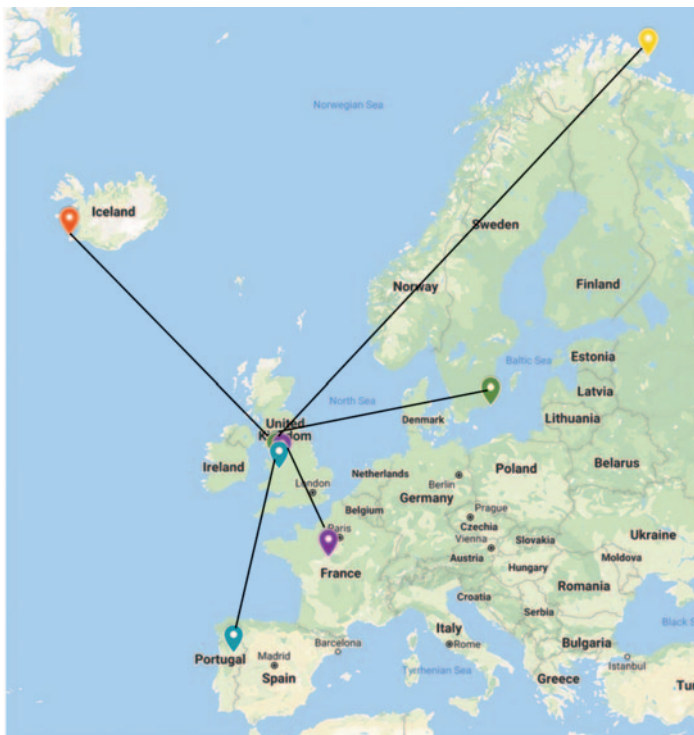 Norwegian Sea
Iceland
Sweden
Norway
Finland
Baltic Sea
Estonia
North Sea
Latvia
Denmark
United
Kingdom
Lithuania
Ireland
Netherlands
Poland
Belarus
London
Berlin
Germany
Belgium
Prague
Paris
Czechia
Ukraine
Vienna
Slovakia
Austria
Moldova
France
Hungary
Croatia
Romania
Serbia
Italy
Portugal
Barcelona
Rome
Bulgaria
Black S
Madrid
Istanbul
Spain
Tyrrhenian Sea
Greece
Tu